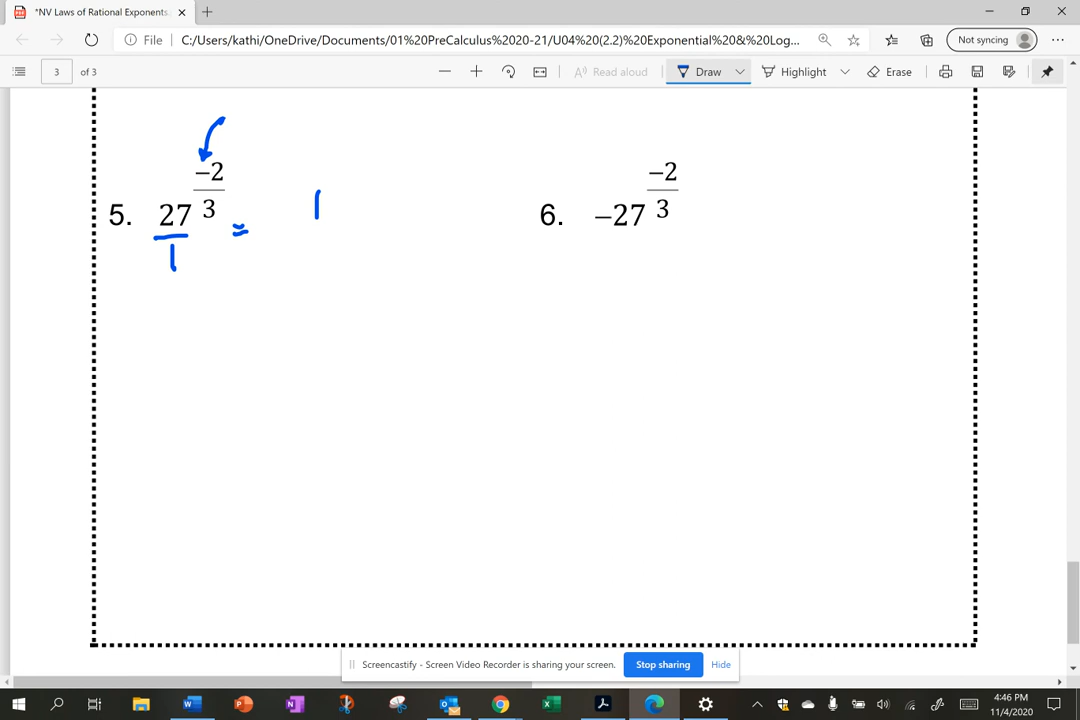 *NV Laws of Rational Exponents.
File C:/Users/kathi/OneDrive/Documents/01%20PreCalculus%2020-21/U04%20(2.2)%20Exponential%20&%20Log... Not syncing
3 of 3 Read aloud Draw Highlight Erase
5. 27^(−2/3) = 1
1
6. −27^(−2/3)
Screencastify - Screen Video Recorder is sharing your screen. Stop sharing Hide
4:46 PM
11/4/2020